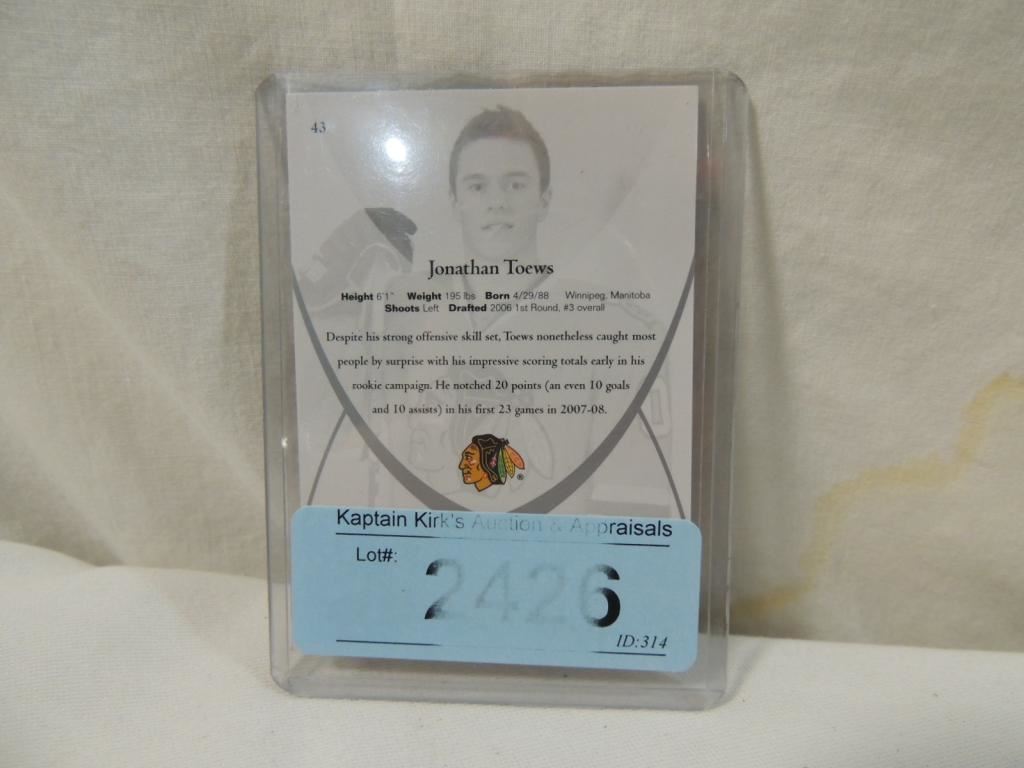 43
Jonathan Toews
Height 6'1" Weight 195 lbs Born 4/29/88 Winnipeg, Manitoba
Shoots Left Drafted 2006 1st Round, #3 overall
Despite his strong offensive skill set, Toews nonetheless caught most
people by surprise with his impressive scoring totals early in his
rookie campaign. He notched 20 points (an even 10 goals
and 10 assists) in his first 23 games in 2007-08.
®
Kaptain Kirk's Auction & Appraisals
Lot#:
2426
ID:314